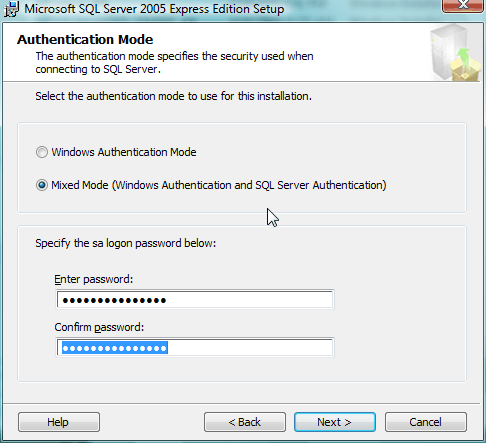 Microsoft SQL Server 2005 Express Edition Setup
Authentication Mode
The authentication mode specifies the security used when
connecting to SQL Server.
Select the authentication mode to use for this installation.
Windows Authentication Mode
Mixed Mode (Windows Authentication and SQL Server Authentication)
Specify the sa logon password below:
Enter password:
●●●●●●●●●●●●●●●
Confirm password:
●●●●●●●●●●●●●●●
Help < Back Next > Cancel